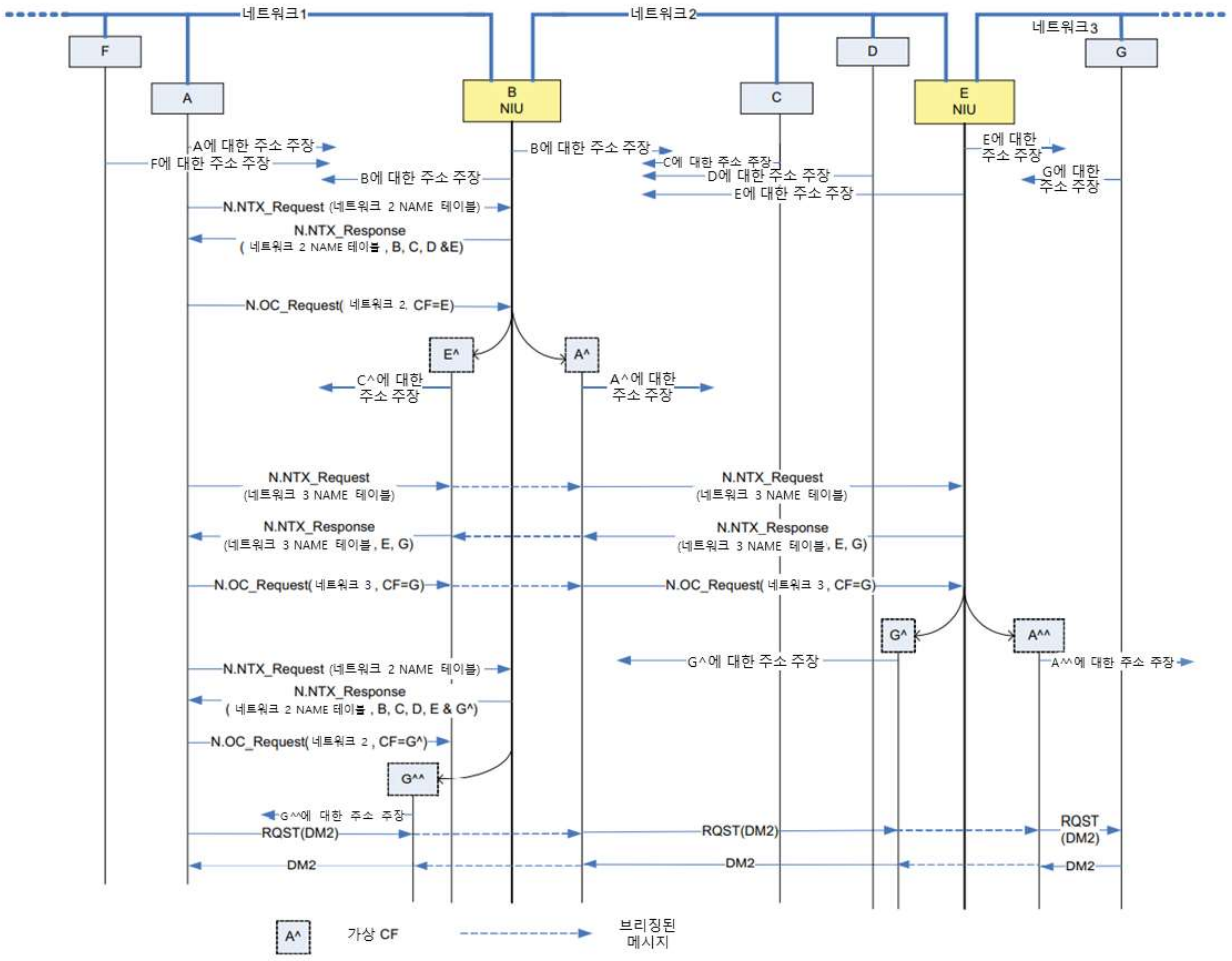 네트워크1
네트워크2
네트워크3
F
D
G
A
B
NIU
C
E
NIU
A에 대한 주소 주장
F에 대한 주소 주장
B에 대한 주소 주장
B에 대한 주소 주장
C에 대한 주소 주장
D에 대한 주소 주장
E에 대한 주소 주장
E에 대한
주소 주장
G에 대한
주소 주장
N.NTX_Request (네트워크 2 NAME 테이블)
N.NTX_Response
( 네트워크 2 NAME 테이블 , B, C, D &E)
N.OC_Request( 네트워크 2, CF=E)
E^
A^
C^에 대한
주소 주장
A^에 대한
주소 주장
N.NTX_Request
(네트워크 3 NAME 테이블)
N.NTX_Request
(네트워크 3 NAME 테이블)
N.NTX_Response
(네트워크 3 NAME 테이블, E, G)
N.NTX_Response
(네트워크 3 NAME 테이블, E, G)
N.OC_Request( 네트워크 3 , CF=G)
N.OC_Request( 네트워크 3 , CF=G)
G^
A^^
N.NTX_Request (네트워크 2 NAME 테이블)
G^에 대한 주소 주장
A^^에 대한 주소 주장
N.NTX_Response
( 네트워크 2 NAME 테이블 , B, C, D, E & G^)
N.OC_Request( 네트워크 2 , CF=G^)
G^^
G^^에 대한 주소 주장
RQST(DM2)
RQST(DM2)
RQST
(DM2)
DM2
DM2
DM2
A^
가상 CF
브리징된
메시지